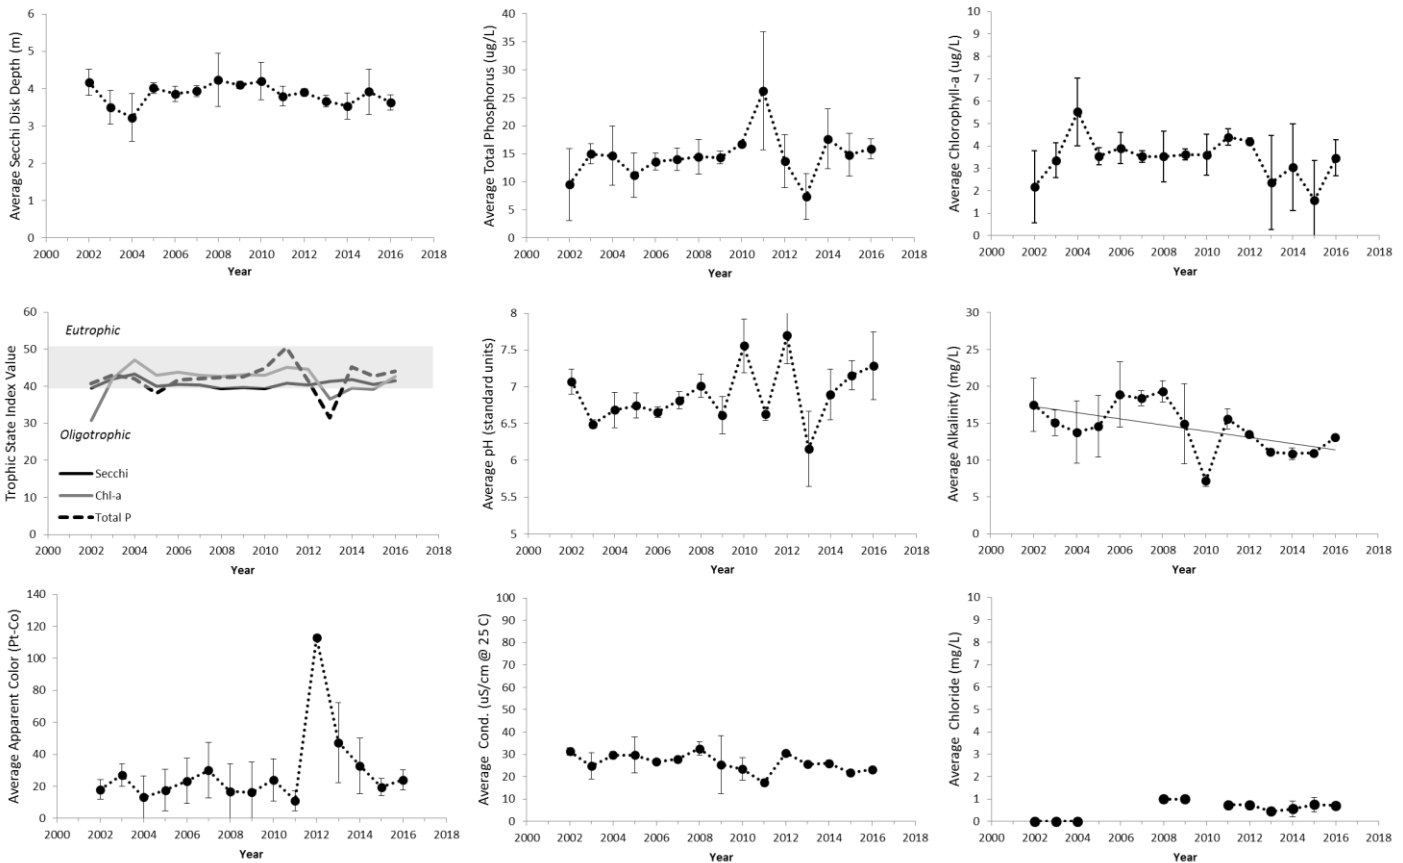 Average Secchi Disk Depth (m)
6
5
4
3
2
1
0
2000 2002 2004 2006 2008 2010 2012 2014 2016 2018
Year
Average Total Phosphorus (ug/L)
40
35
30
25
20
15
10
5
0
2000 2002 2004 2006 2008 2010 2012 2014 2016 2018
Year
Average Chlorophyll-a (ug/L)
10
9
8
7
6
5
4
3
2
1
0
2000 2002 2004 2006 2008 2010 2012 2014 2016 2018
Year
Trophic State Index Value
60
50
40
30
20
10
0
Eutrophic
Oligotrophic
Secchi
Chl-a
Total P
2000 2002 2004 2006 2008 2010 2012 2014 2016 2018
Year
Average pH (standard units)
8
7.5
7
6.5
6
5.5
5
2000 2002 2004 2006 2008 2010 2012 2014 2016 2018
Year
Average Alkalinity (mg/L)
30
25
20
15
10
5
0
2000 2002 2004 2006 2008 2010 2012 2014 2016 2018
Year
Average Apparent Color (Pt-Co)
140
120
100
80
60
40
20
0
2000 2002 2004 2006 2008 2010 2012 2014 2016 2018
Year
Average Cond. (uS/cm @ 25 C)
100
90
80
70
60
50
40
30
20
10
0
2000 2002 2004 2006 2008 2010 2012 2014 2016 2018
Year
Average Chloride (mg/L)
10
9
8
7
6
5
4
3
2
1
0
2000 2002 2004 2006 2008 2010 2012 2014 2016 2018
Year